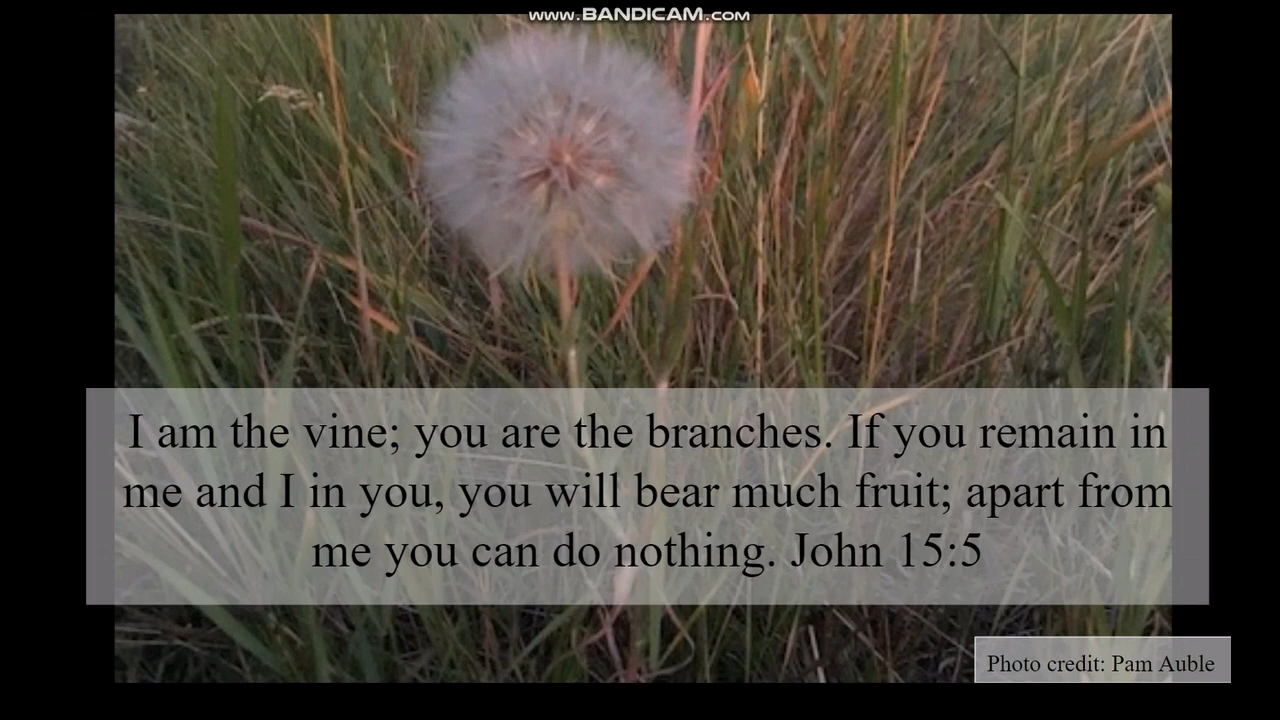 www.BANDICAM.com
I am the vine; you are the branches. If you remain in
me and I in you, you will bear much fruit; apart from
me you can do nothing. John 15:5
Photo credit: Pam Auble